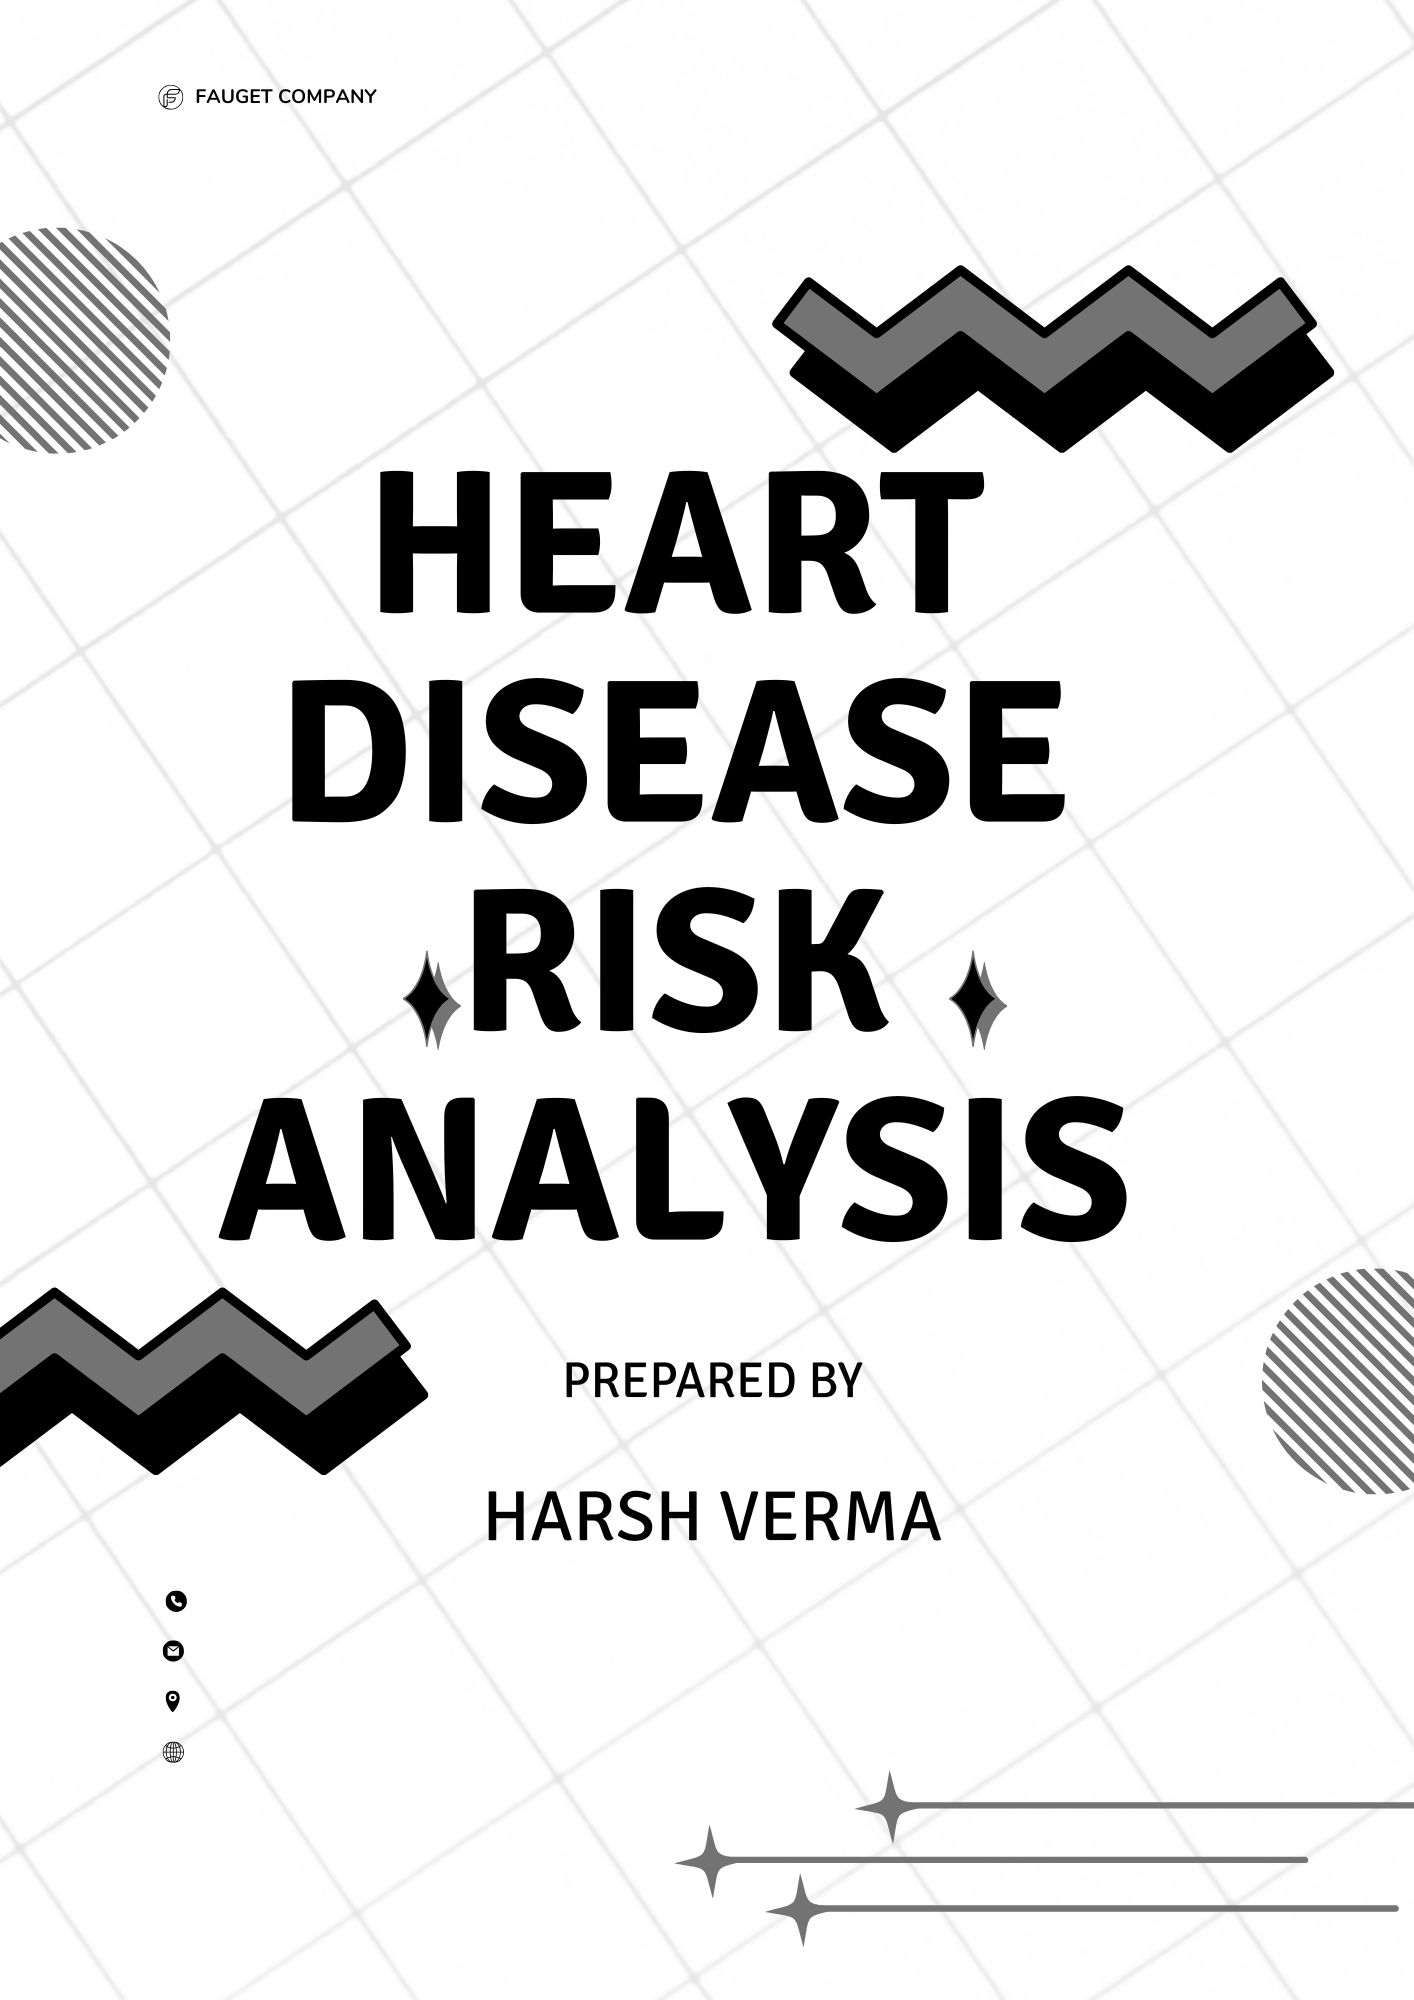 FAUGET COMPANY
HEART
DISEASE
RISK
ANALYSIS
PREPARED BY
HARSH VERMA